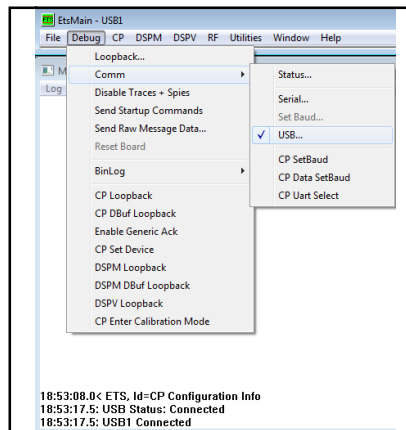 EtsMain - USB1
File Debug CP DSPM DSPV RF Utilities Window Help
Loopback...
M
Comm
Status...
Log
Disable Traces + Spies
Serial...
Send Startup Commands
Set Baud...
Send Raw Message Data...
USB...
Reset Board
CP SetBaud
BinLog
CP Data SetBaud
CP Loopback
CP Uart Select
CP DBuf Loopback
Enable Generic Ack
CP Set Device
DSPM Loopback
DSPM DBuf Loopback
DSPV Loopback
CP Enter Calibration Mode
18:53:08.0< ETS, Id=CP Configuration Info
18:53:17.5: USB Status: Connected
18:53:17.5: USB1 Connected